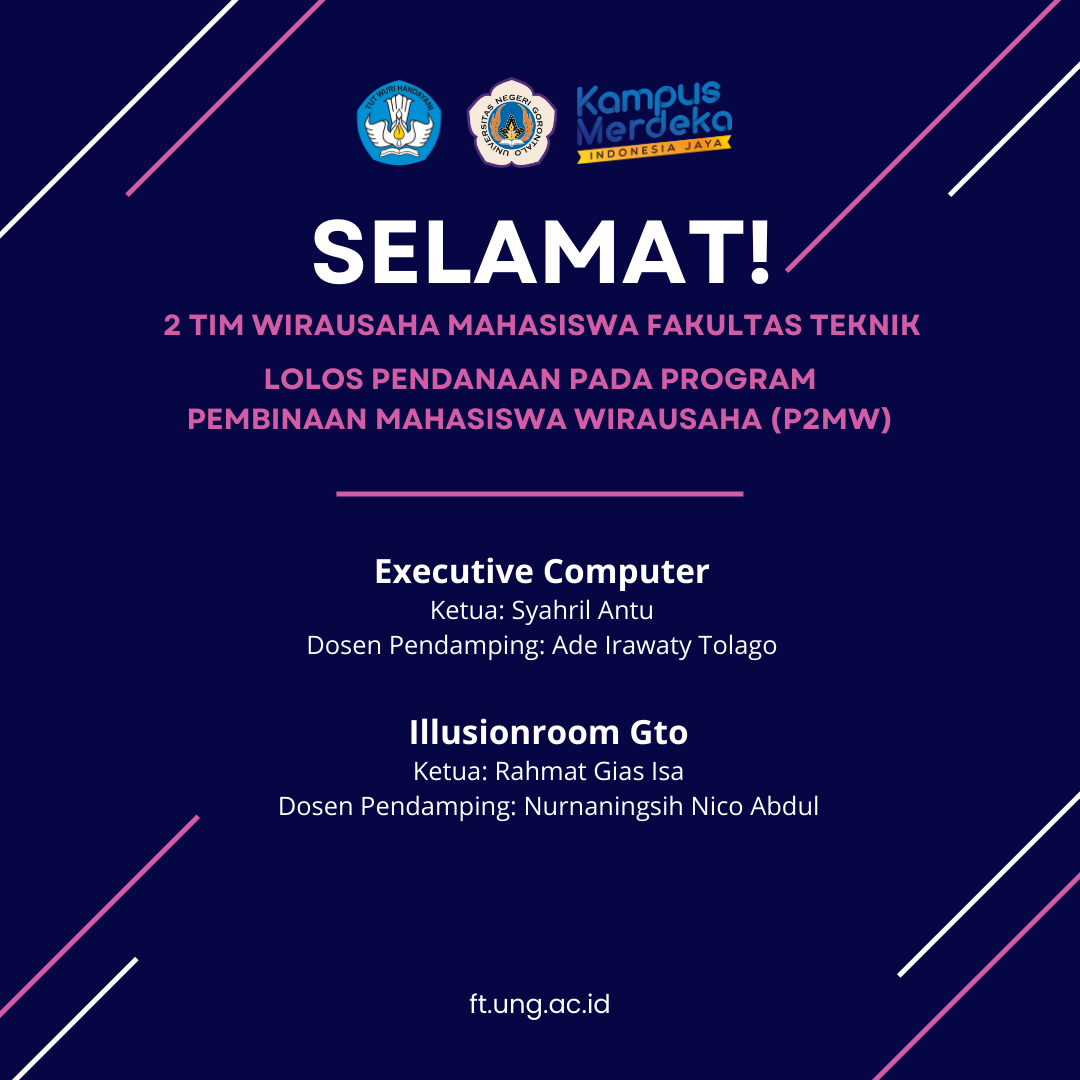 TUT WURI HANDAYANI
UNIVERSITAS NEGERI GORONTALO
Kampus
Merdeka
INDONESIA JAYA
SELAMAT!
2 TIM WIRAUSAHA MAHASISWA FAKULTAS TEKNIK
LOLOS PENDANAAN PADA PROGRAM
PEMBINAAN MAHASISWA WIRAUSAHA (P2MW)
Executive Computer
Ketua: Syahril Antu
Dosen Pendamping: Ade Irawaty Tolago
Illusionroom Gto
Ketua: Rahmat Gias Isa
Dosen Pendamping: Nurnaningsih Nico Abdul
ft.ung.ac.id